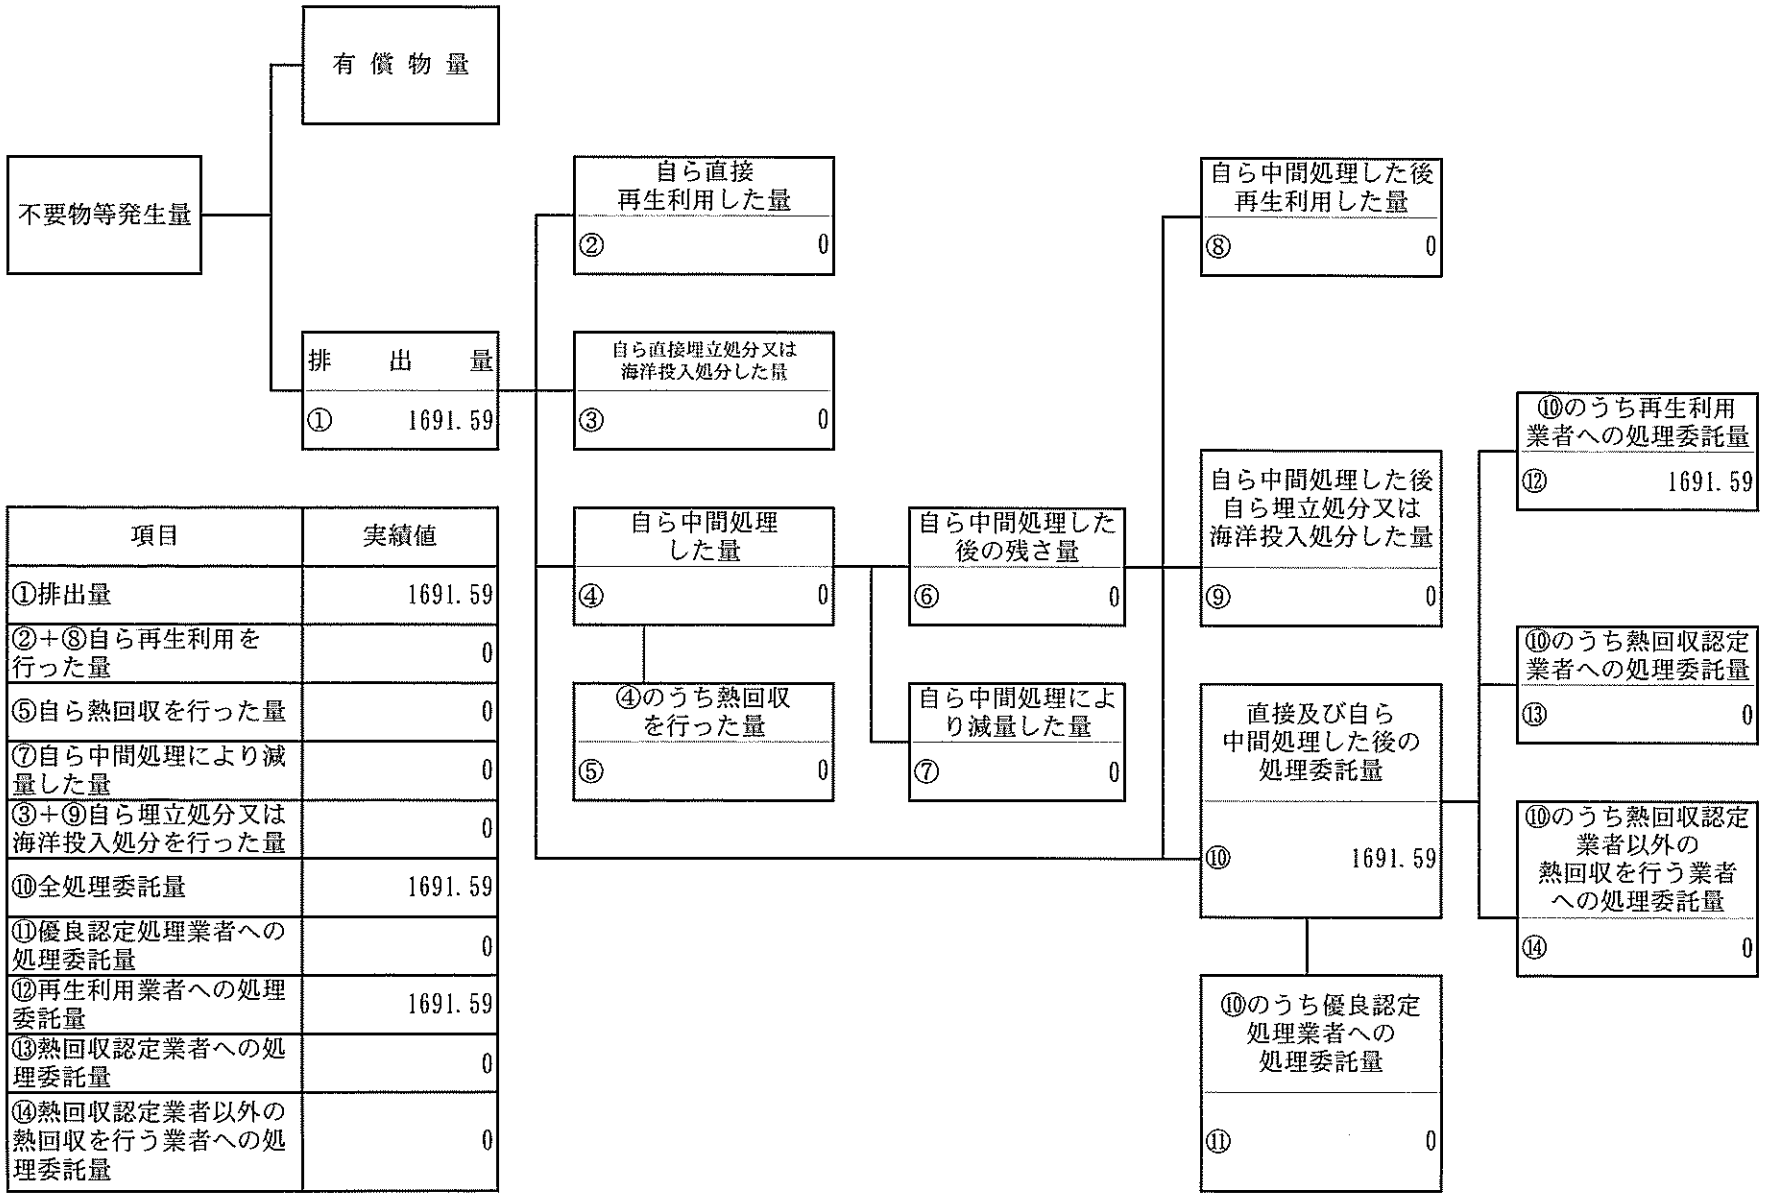 有償物量
不要物等発生量
排出量
① 1691.59
自ら直接
再生利用した量
② 0
自ら直接埋立処分又は
海洋投入処分した量
③ 0
自ら中間処理
した量
④ 0
④のうち熱回収
を行った量
⑤ 0
自ら中間処理した
後の残さ量
⑥ 0
自ら中間処理によ
り減量した量
⑦ 0
自ら中間処理した後
再生利用した量
⑧ 0
自ら中間処理した後
自ら埋立処分又は
海洋投入処分した量
⑨ 0
直接及び自ら
中間処理した後の
処理委託量
⑩ 1691.59
⑩のうち優良認定
処理業者への
処理委託量
⑪ 0
⑩のうち再生利用
業者への処理委託量
⑫ 1691.59
⑩のうち熱回収認定
業者への処理委託量
⑬ 0
⑩のうち熱回収認定
業者以外の
熱回収を行う業者
への処理委託量
⑭ 0
項目 実績値
①排出量 1691.59
②+⑧自ら再生利用を
行った量 0
⑤自ら熱回収を行った量 0
⑦自ら中間処理により減
量した量 0
③+⑨自ら埋立処分又は
海洋投入処分を行った量 0
⑩全処理委託量 1691.59
⑪優良認定処理業者への
処理委託量 0
⑫再生利用業者への処理
委託量 1691.59
⑬熱回収認定業者への処
理委託量 0
⑭熱回収認定業者以外の
熱回収を行う業者への処
理委託量 0